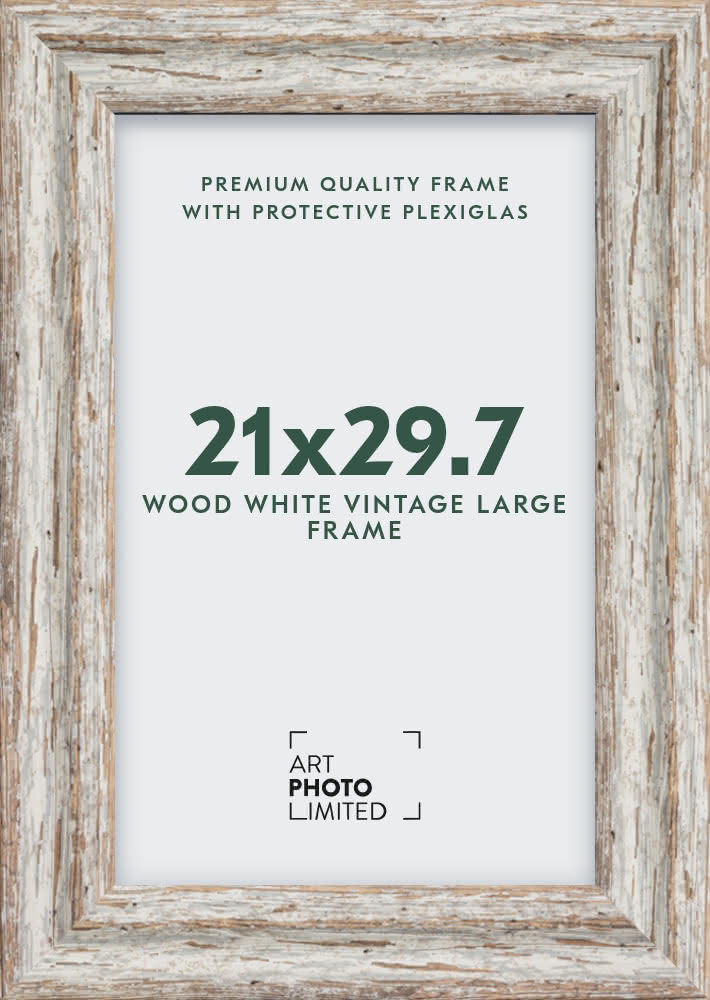 PREMIUM QUALITY FRAME
WITH PROTECTIVE PLEXIGLAS
21x29.7
WOOD WHITE VINTAGE LARGE
FRAME
ART
PHOTO
LIMITED